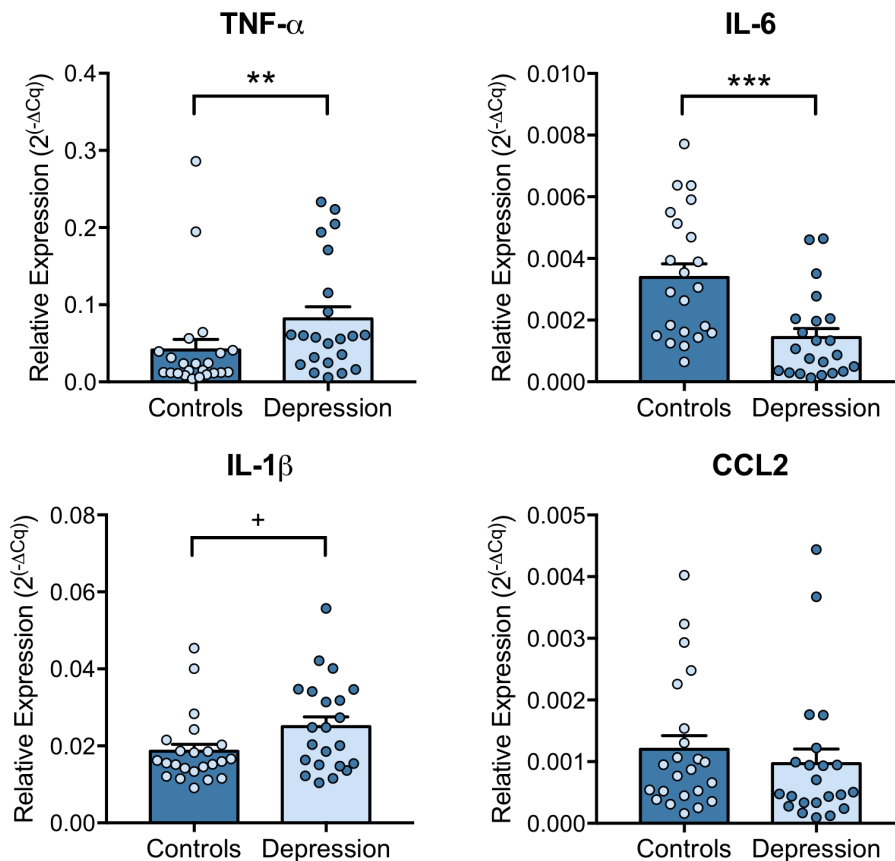 TNF-α
Relative Expression (2^(-ΔCq))
0.4
0.3
0.2
0.1
0.0
**
Controls
Depression
IL-6
Relative Expression (2^(-ΔCq))
0.010
0.008
0.006
0.004
0.002
0.000
***
Controls
Depression
IL-1β
Relative Expression (2^(-ΔCq))
0.08
0.06
0.04
0.02
0.00
+
Controls
Depression
CCL2
Relative Expression (2^(-ΔCq))
0.005
0.004
0.003
0.002
0.001
0.000
Controls
Depression